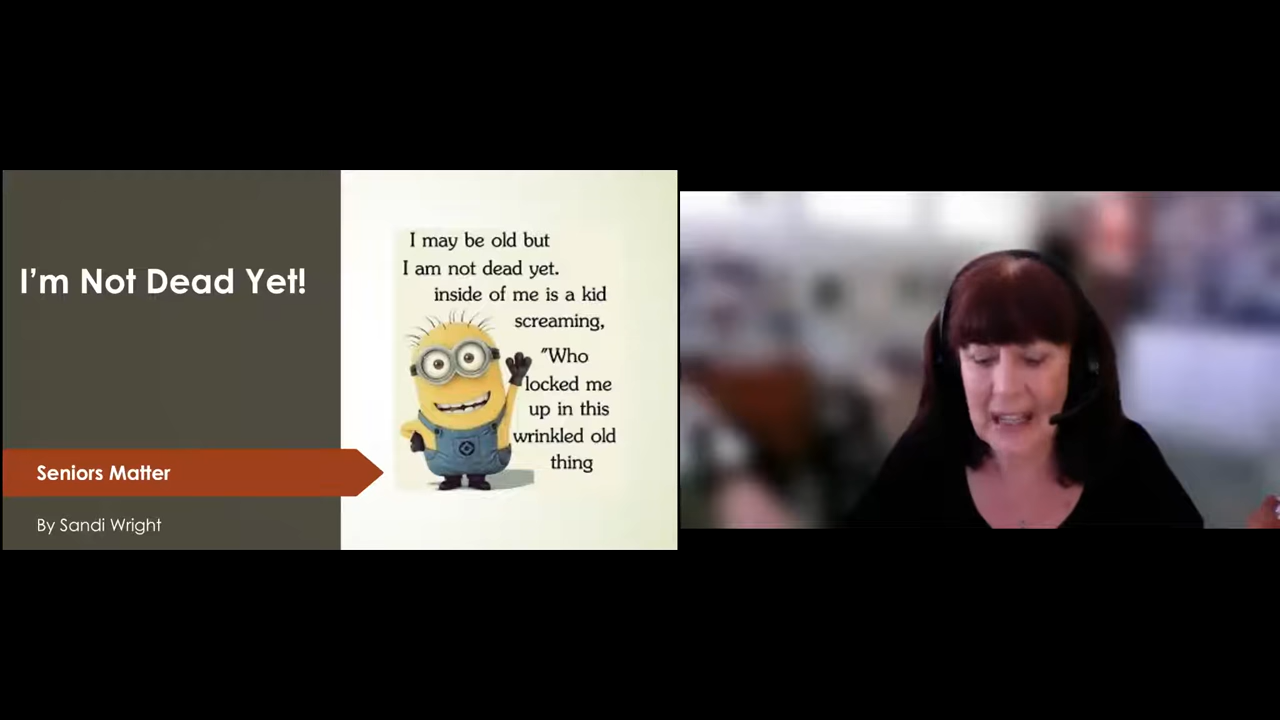 I'm Not Dead Yet!
Seniors Matter
By Sandi Wright
I may be old but
I am not dead yet.
inside of me is a kid
screaming,
"Who
locked me
up in this
wrinkled old
thing